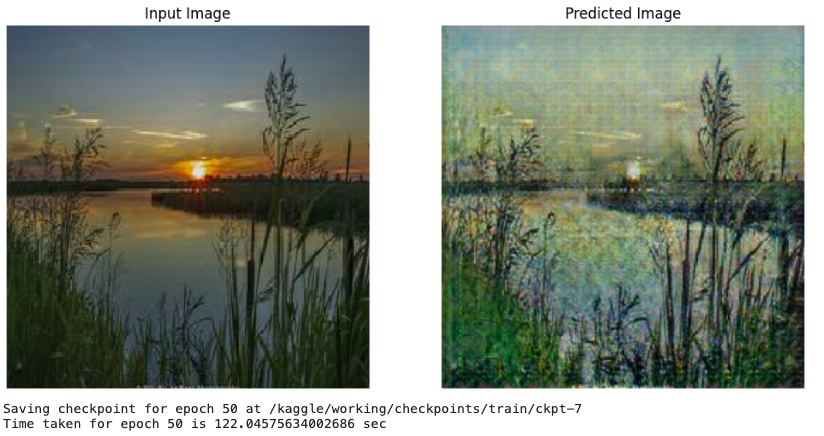 Input Image
Predicted Image
Saving checkpoint for epoch 50 at /kaggle/working/checkpoints/train/ckpt-7
Time taken for epoch 50 is 122.04575634002686 sec